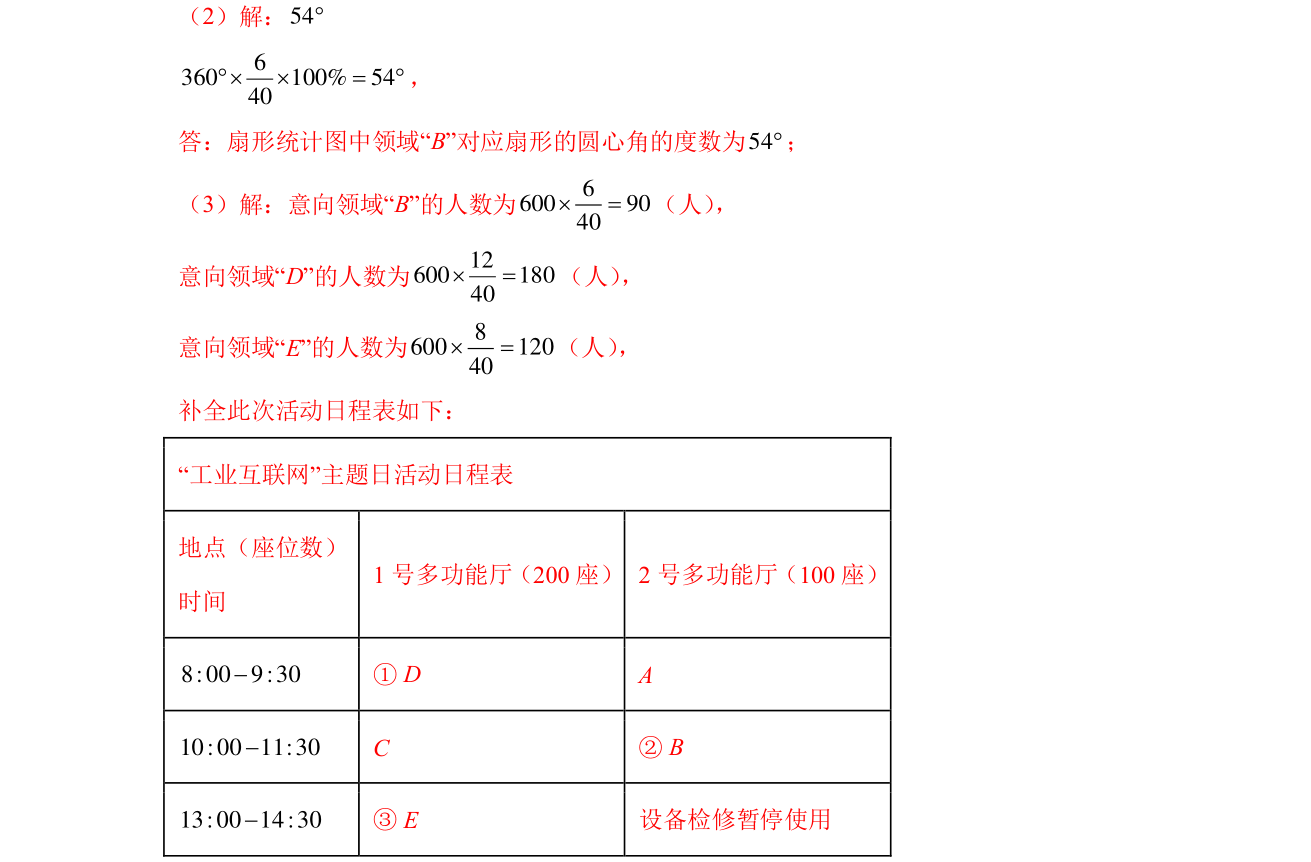 （2）解：54°
360°×6/40×100%=54°，
答：扇形统计图中领域“B”对应扇形的圆心角的度数为54°；
（3）解：意向领域“B”的人数为600×6/40=90（人），
意向领域“D”的人数为600×12/40=180（人），
意向领域“E”的人数为600×8/40=120（人），
补全此次活动日程表如下：
“工业互联网”主题日活动日程表
地点（座位数）
时间
1 号多功能厅（200 座）
2 号多功能厅（100 座）
8:00–9:30
① D
A
10:00–11:30
C
② B
13:00–14:30
③ E
设备检修暂停使用